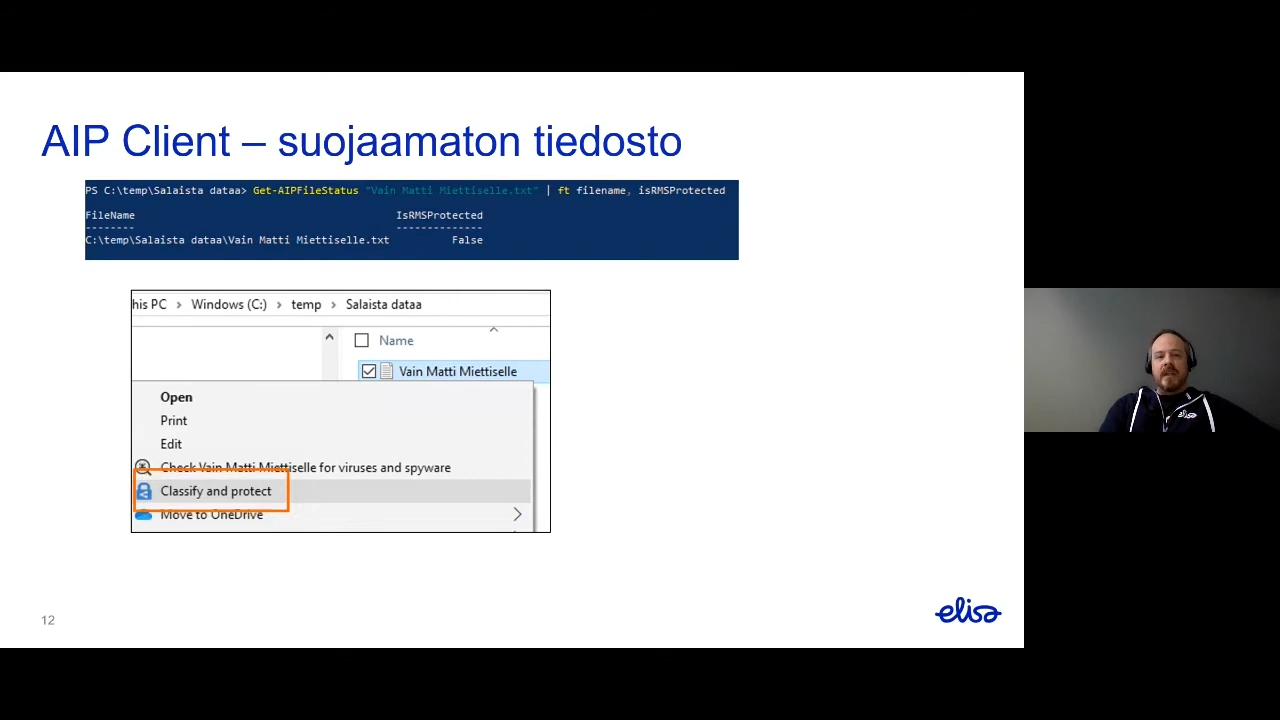 AIP Client – suojaamaton tiedosto
PS C:\temp\Salaista dataa> Get-AIPFileStatus "Vain Matti Miettiselle.txt" | ft filename, isRMSProtected
FileName IsRMSProtected
-------- --------------
C:\temp\Salaista dataa\Vain Matti Miettiselle.txt False
his PC > Windows (C:) > temp > Salaista dataa
Name
Vain Matti Miettiselle
Open
Print
Edit
Check Vain Matti Miettiselle for viruses and spyware
Classify and protect
Move to OneDrive
12
elisa
elisa